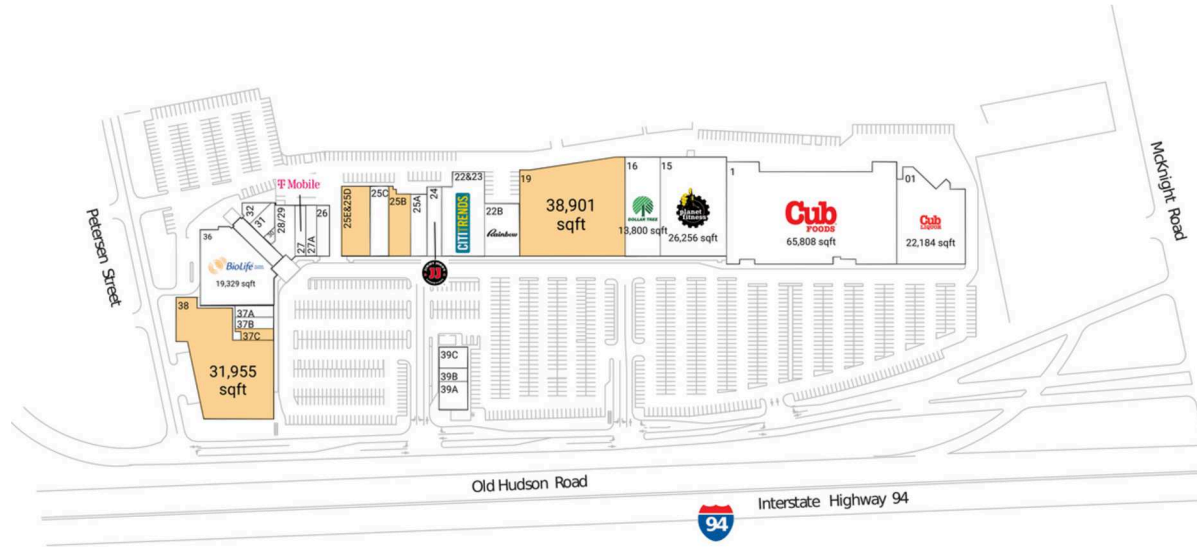 T Mobile
32
31
28/29
27
27A
26
25E&25D
25C
25B
25A
24
22&23
CITITRENDS
22B
Rainbow
19
38,901
sqft
16
DOLLAR TREE
13,800 sqft
15
planet
fitness
26,256 sqft
1
Cub
FOODS
65,808 sqft
01
Cub
LIQUOR
22,184 sqft
McKnight Road
Petersen Street
36
BioLife
19,329 sqft
37A
37B
37C
38
31,955
sqft
39C
39B
39A
Old Hudson Road
Interstate Highway 94
94